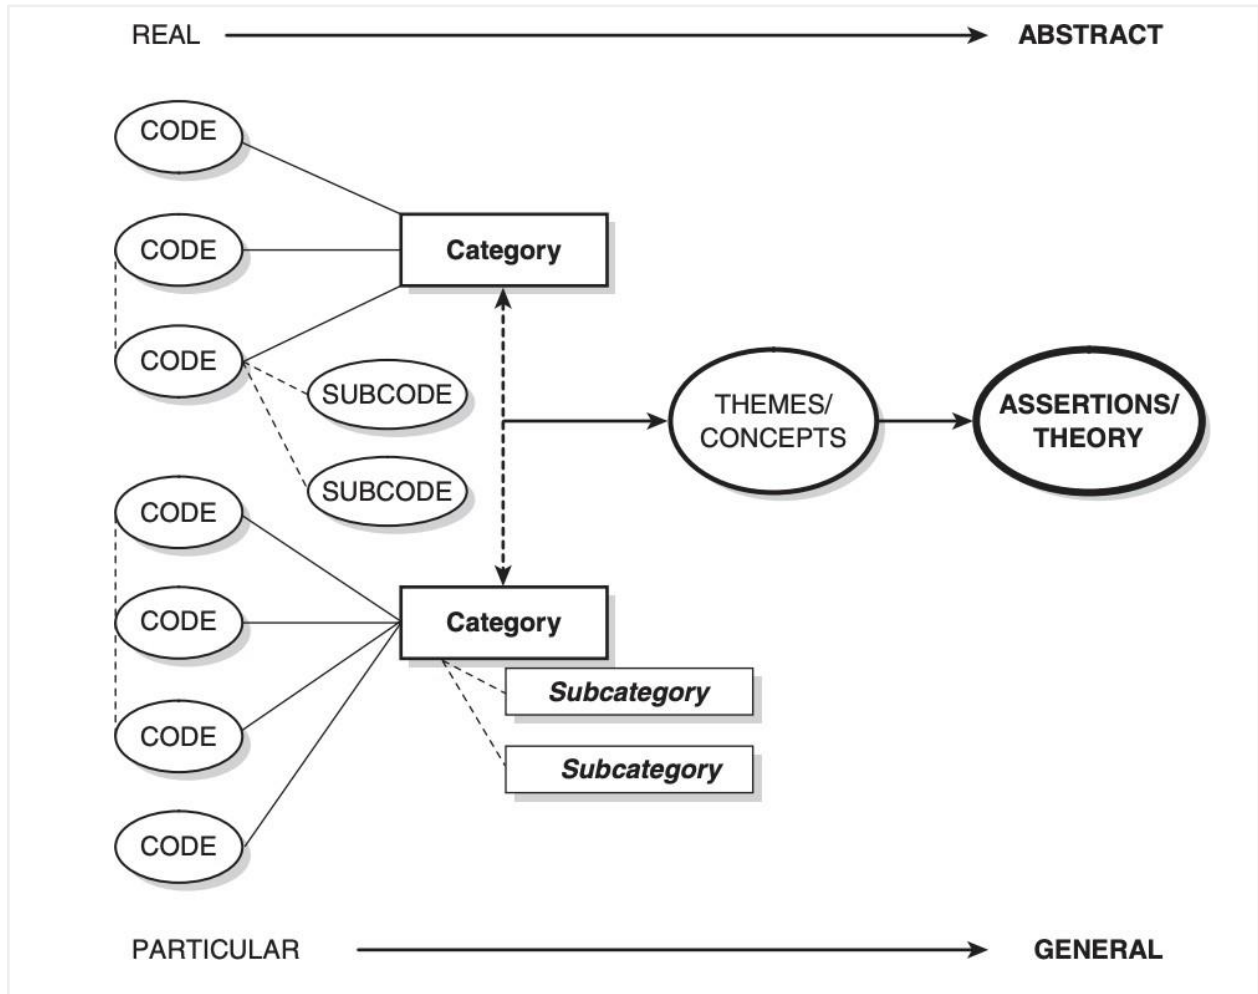 REAL
ABSTRACT
CODE
CODE
Category
CODE
SUBCODE
SUBCODE
THEMES/
CONCEPTS
ASSERTIONS/
THEORY
CODE
CODE
Category
Subcategory
CODE
Subcategory
CODE
PARTICULAR
GENERAL